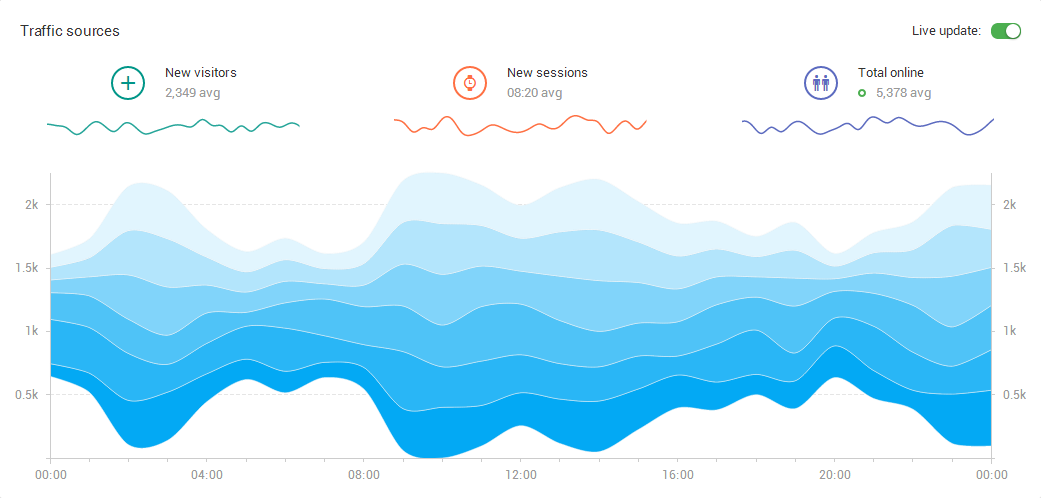 Traffic sources
Live update:
New visitors
2,349 avg
New sessions
08:20 avg
Total online
5,378 avg
2k 2k
1.5k 1.5k
1k 1k
0.5k 0.5k
00:00 04:00 08:00 12:00 16:00 20:00 00:00